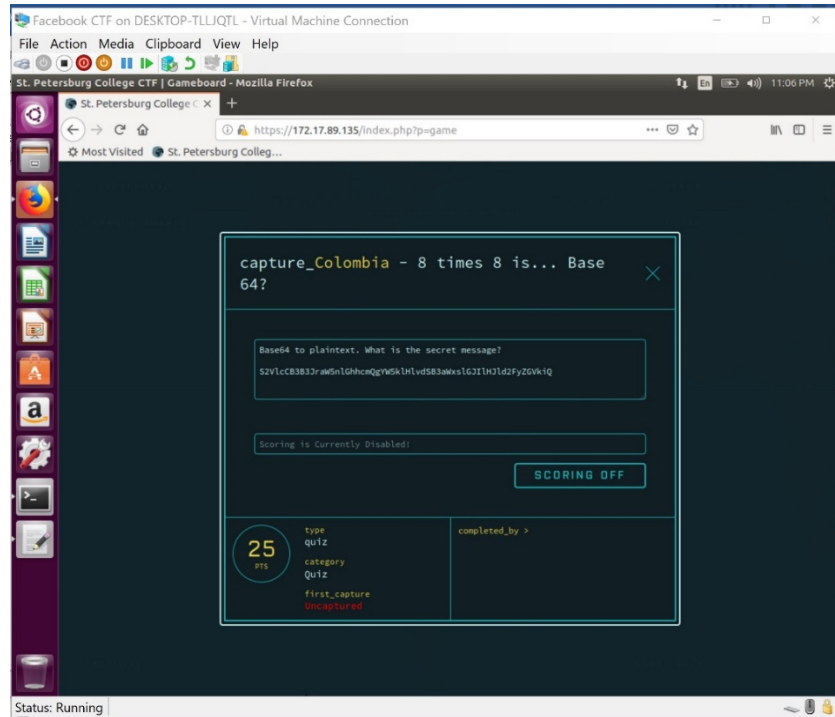 Facebook CTF on DESKTOP-TLLJQTL - Virtual Machine Connection
File Action Media Clipboard View Help
St. Petersburg College CTF | Gameboard - Mozilla Firefox
En
11:06 PM
St. Petersburg College C
https://172.17.89.135/index.php?p=game
Most Visited
St. Petersburg Colleg...
capture_Colombia - 8 times 8 is... Base
64?
Base64 to plaintext. What is the secret message?
Scoring is Currently Disabled!
SCORING OFF
25
PTS
type
quiz
category
Quiz
first_capture
Uncaptured
completed_by >
Status: Running